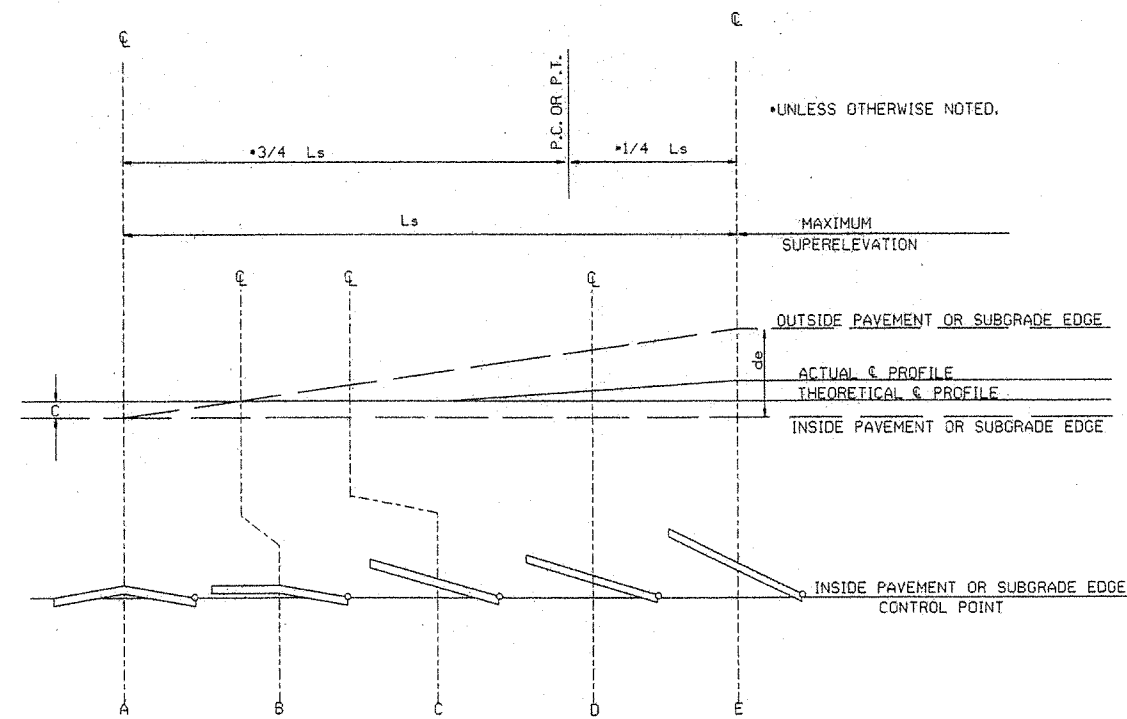 ℄
℄
P.C. OR P.T.
•UNLESS OTHERWISE NOTED.
•3/4 Ls
•1/4 Ls
Ls
MAXIMUM
SUPERELEVATION
℄
℄
℄
OUTSIDE PAVEMENT OR SUBGRADE EDGE
de
ACTUAL ℄ PROFILE
THEORETICAL ℄ PROFILE
C
INSIDE PAVEMENT OR SUBGRADE EDGE
INSIDE PAVEMENT OR SUBGRADE EDGE
CONTROL POINT
A
B
C
D
E